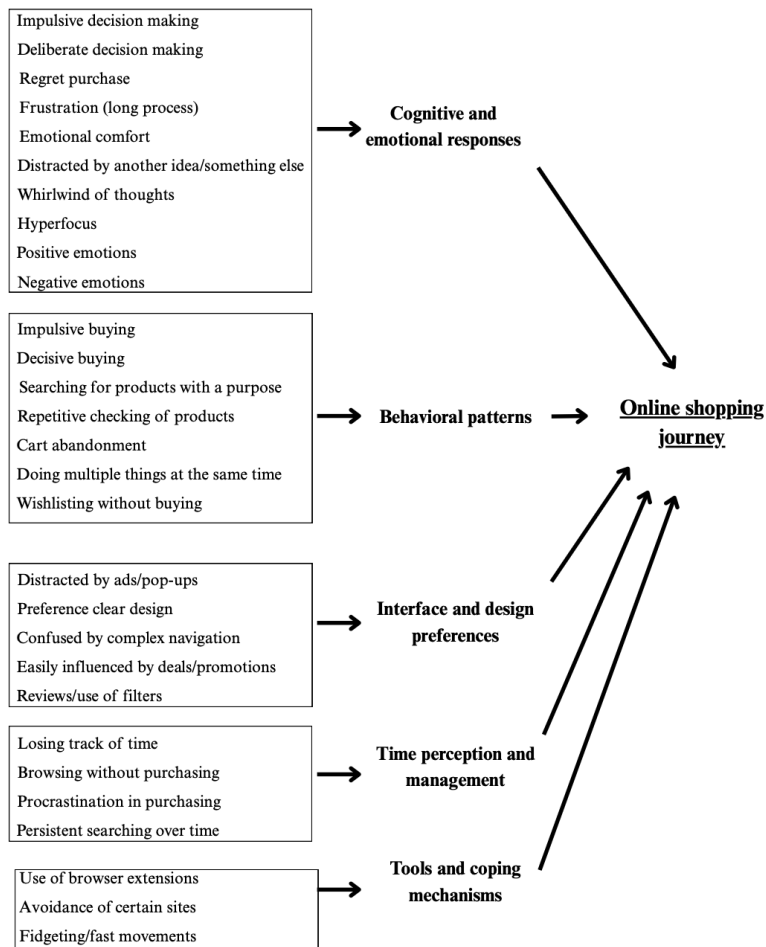 Impulsive decision making
Deliberate decision making
Regret purchase
Frustration (long process)
Emotional comfort
Distracted by another idea/something else
Whirlwind of thoughts
Hyperfocus
Positive emotions
Negative emotions
Cognitive and
emotional responses
Impulsive buying
Decisive buying
Searching for products with a purpose
Repetitive checking of products
Cart abandonment
Doing multiple things at the same time
Wishlisting without buying
Behavioral patterns
Online shopping
journey
Distracted by ads/pop-ups
Preference clear design
Confused by complex navigation
Easily influenced by deals/promotions
Reviews/use of filters
Interface and design
preferences
Losing track of time
Browsing without purchasing
Procrastination in purchasing
Persistent searching over time
Time perception and
management
Use of browser extensions
Avoidance of certain sites
Fidgeting/fast movements
Tools and coping
mechanisms